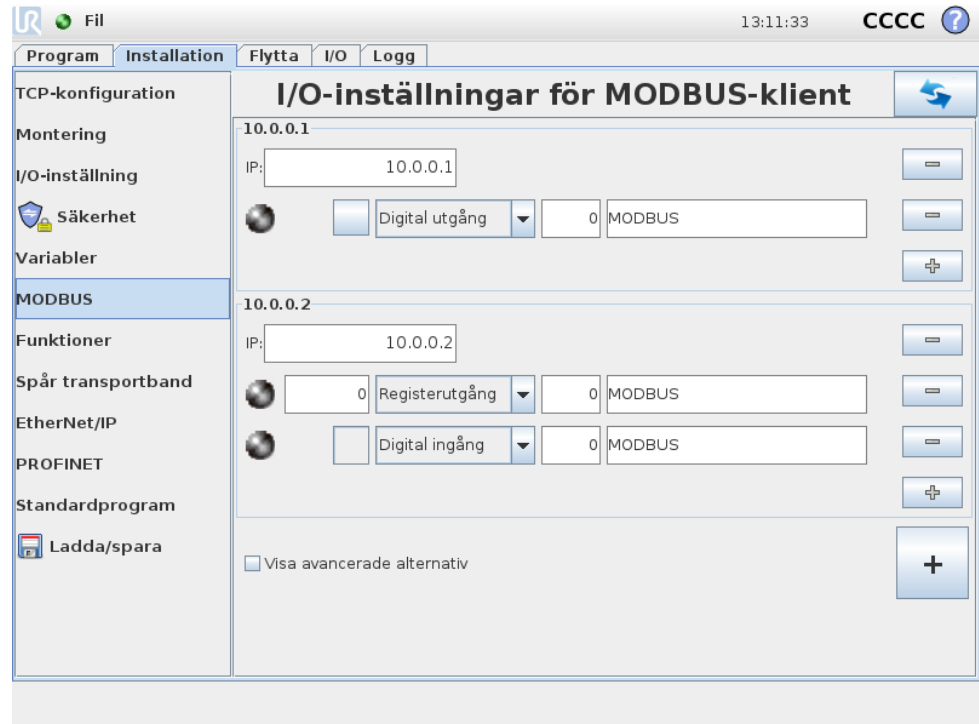 UR Fil 13:11:33 CCCC ?
Program Installation Flytta I/O Logg
TCP-konfiguration
Montering
I/O-inställning
Säkerhet
Variabler
MODBUS
Funktioner
Spår transportband
EtherNet/IP
PROFINET
Standardprogram
Ladda/spara
I/O-inställningar för MODBUS-klient
10.0.0.1
IP: 10.0.0.1
Digital utgång 0 MODBUS
10.0.0.2
IP: 10.0.0.2
0 Registerutgång 0 MODBUS
Digital ingång 0 MODBUS
Visa avancerade alternativ